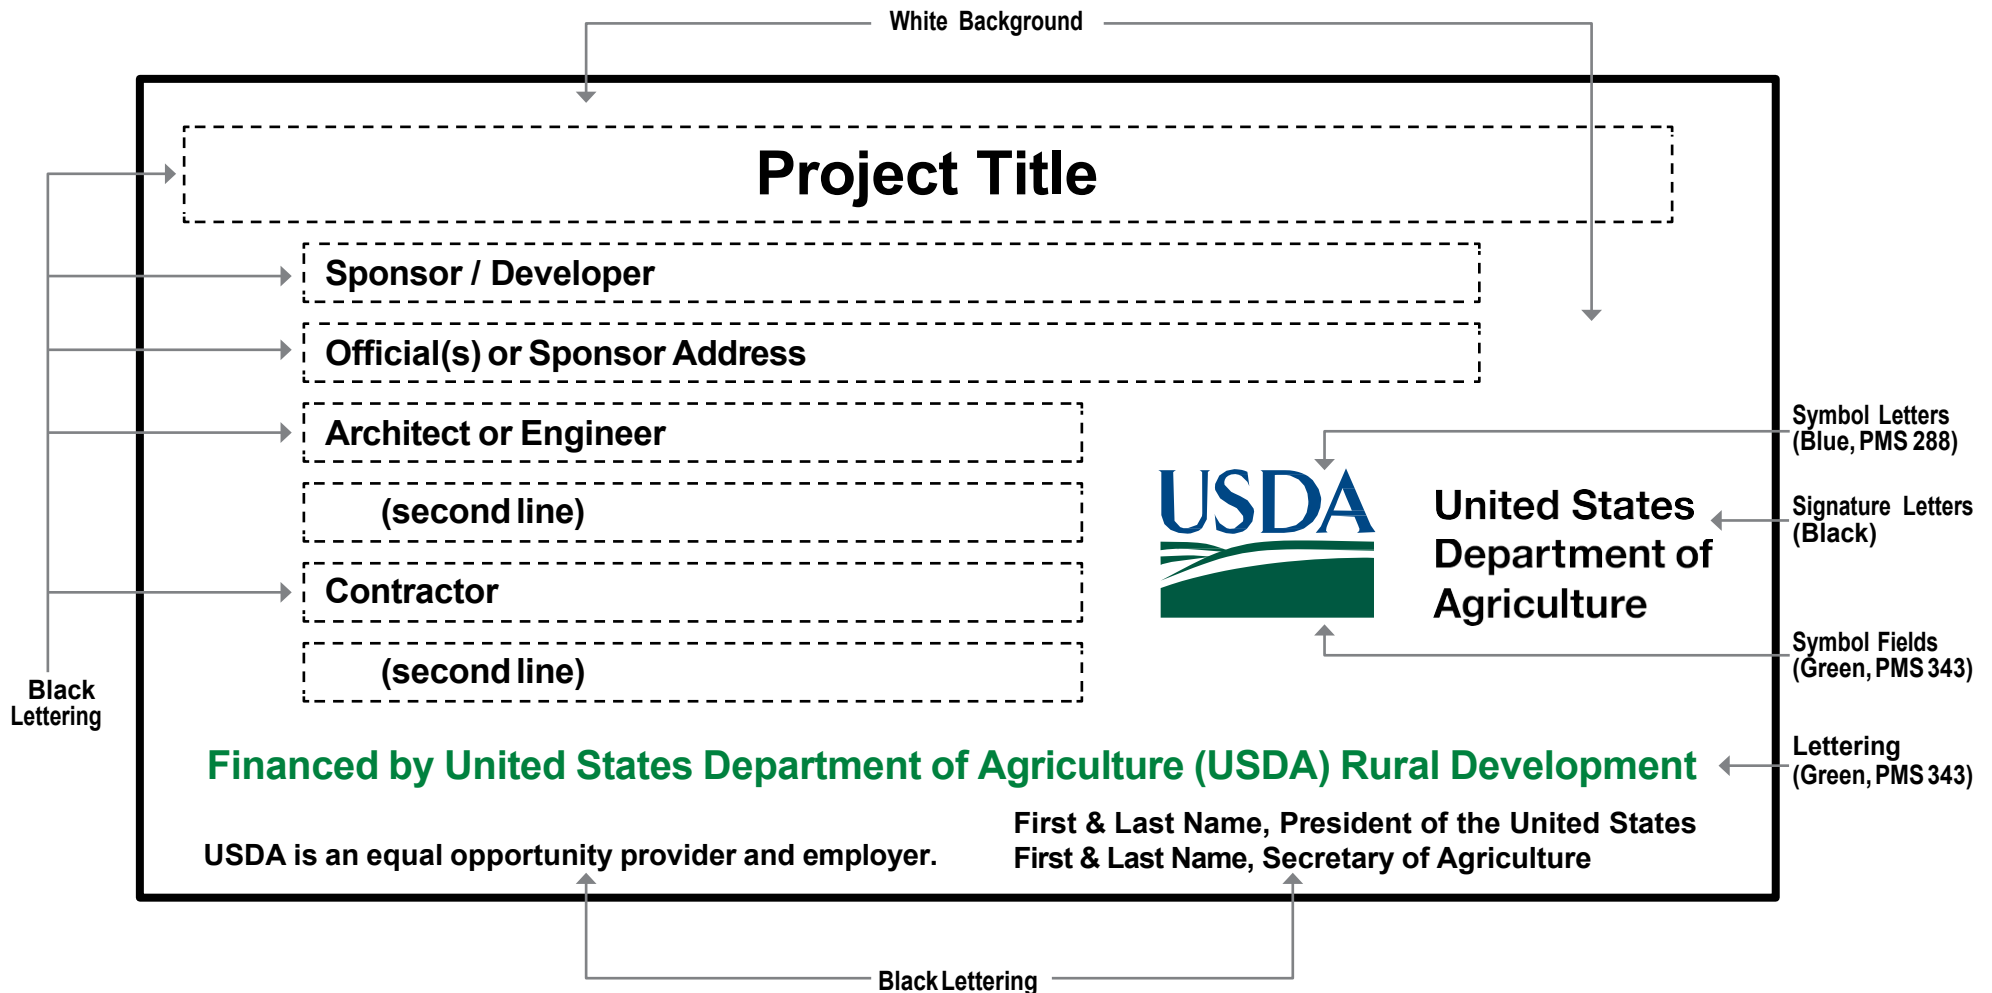 White Background
Project Title
Sponsor / Developer
Official(s) or Sponsor Address
Architect or Engineer
(second line)
Contractor
(second line)
Black
Lettering
USDA
United States
Department of
Agriculture
Symbol Letters
(Blue, PMS 288)
Signature Letters
(Black)
Symbol Fields
(Green, PMS 343)
Lettering
(Green, PMS 343)
Financed by United States Department of Agriculture (USDA) Rural Development
USDA is an equal opportunity provider and employer.
First & Last Name, President of the United States
First & Last Name, Secretary of Agriculture
Black Lettering